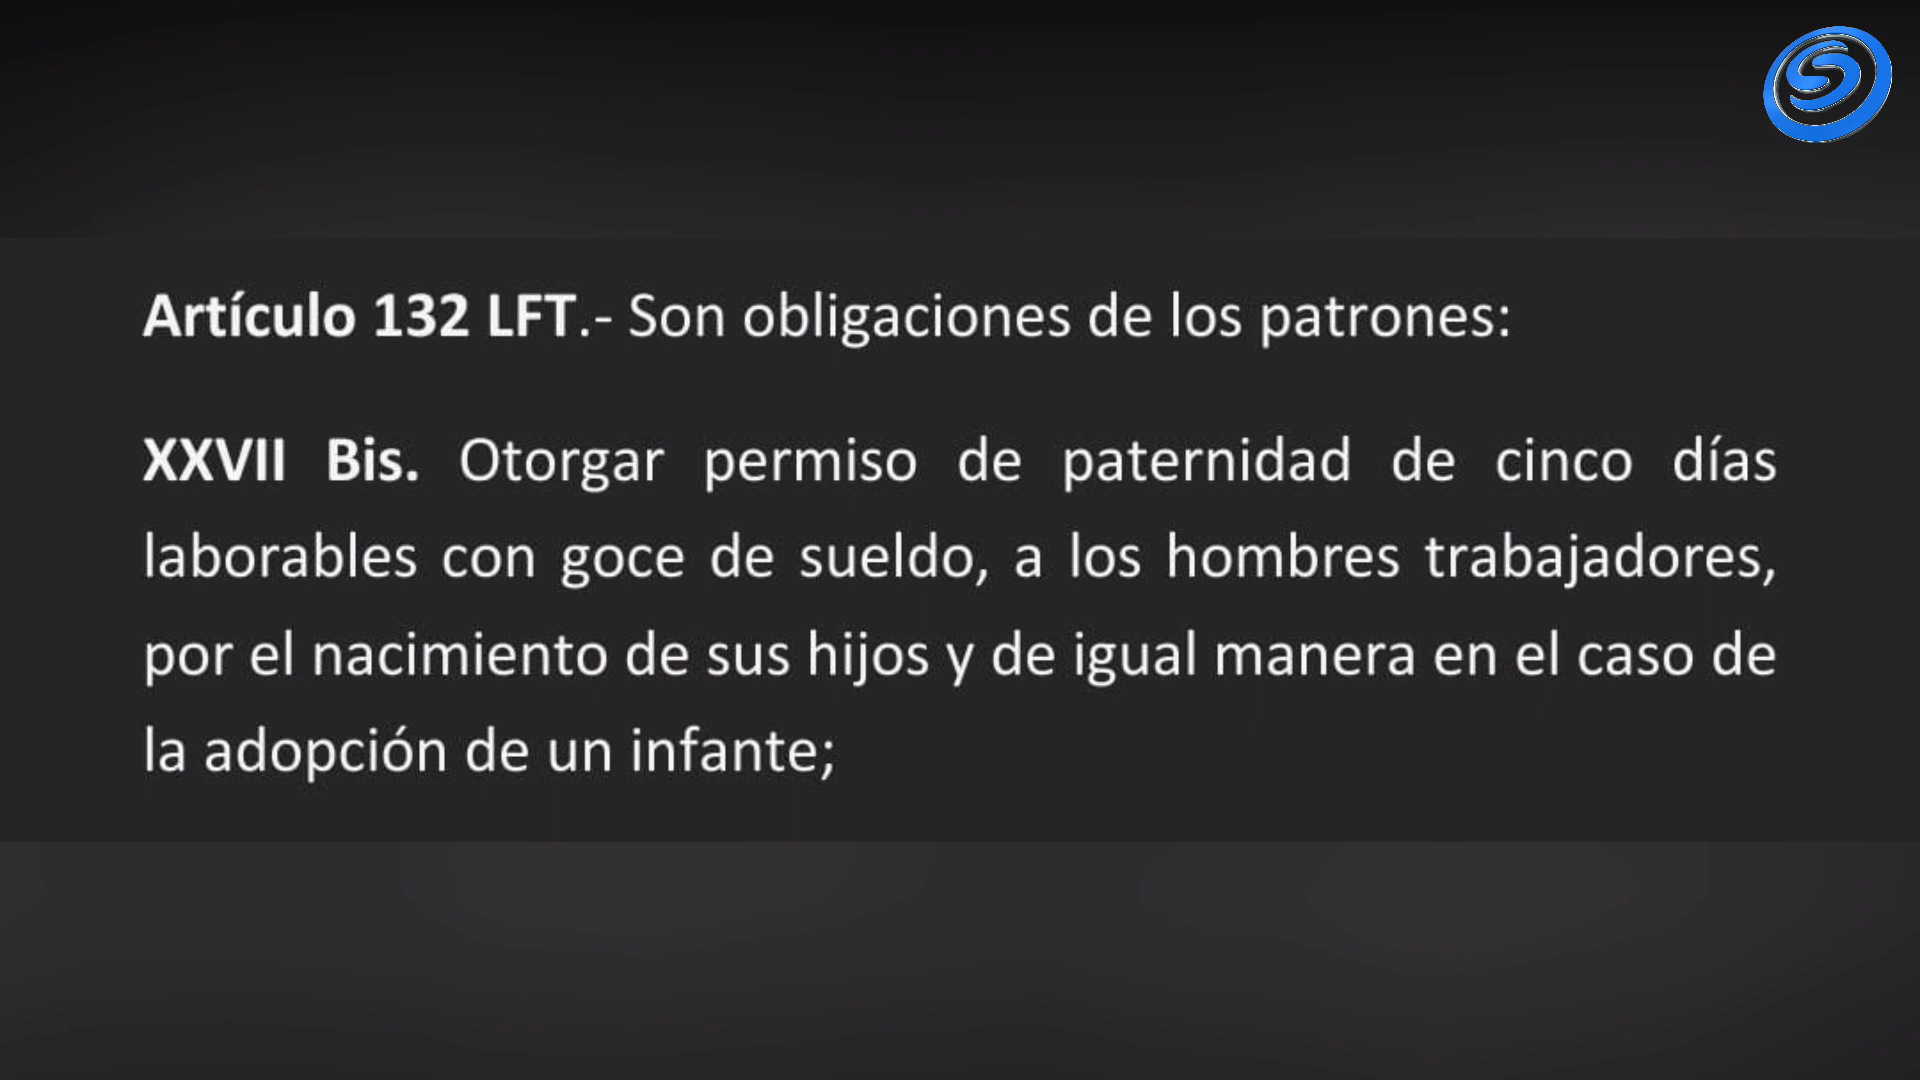 Artículo 132 LFT.- Son obligaciones de los patrones:
XXVII Bis. Otorgar permiso de paternidad de cinco días
laborables con goce de sueldo, a los hombres trabajadores,
por el nacimiento de sus hijos y de igual manera en el caso de
la adopción de un infante;